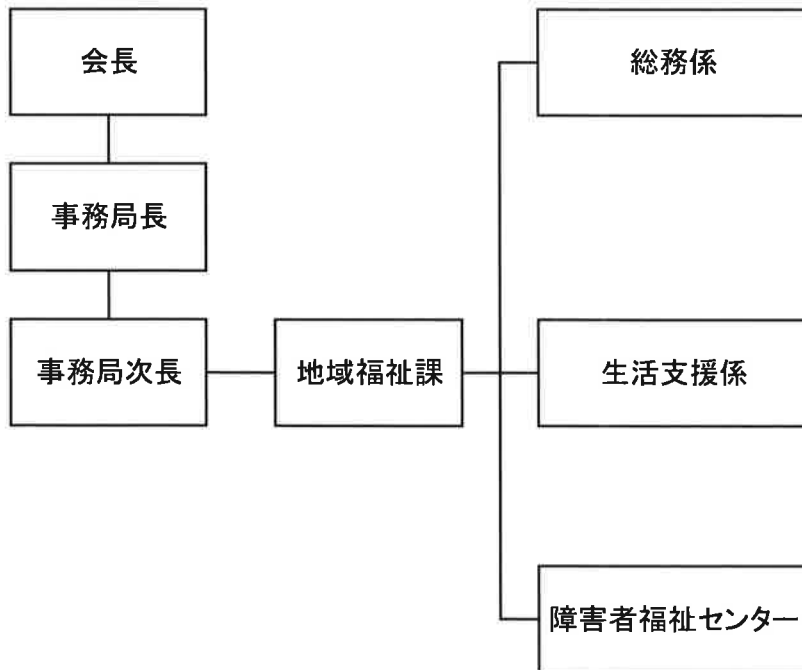 会長
事務局長
事務局次長
地域福祉課
総務係
生活支援係
障害者福祉センター